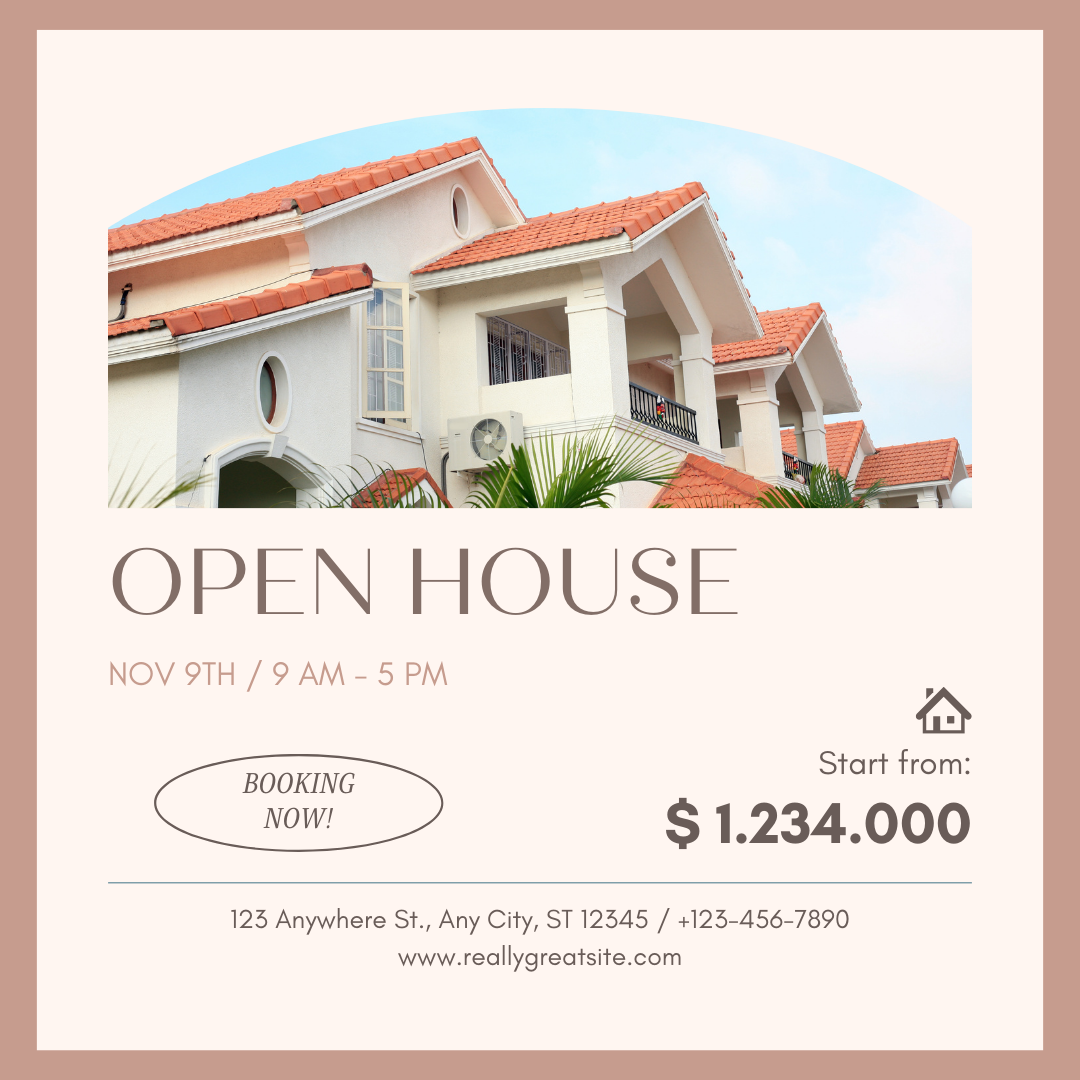 OPEN HOUSE
NOV 9TH / 9 AM - 5 PM
BOOKING
NOW!
Start from:
$ 1.234.000
123 Anywhere St., Any City, ST 12345 / +123-456-7890
www.reallygreatsite.com